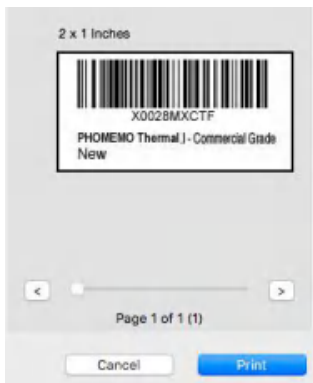 2 x 1 Inches
X0028MXCTF
PHOMEMO Thermal J - Commercial Grade
New
< >
Page 1 of 1 (1)
Cancel Print